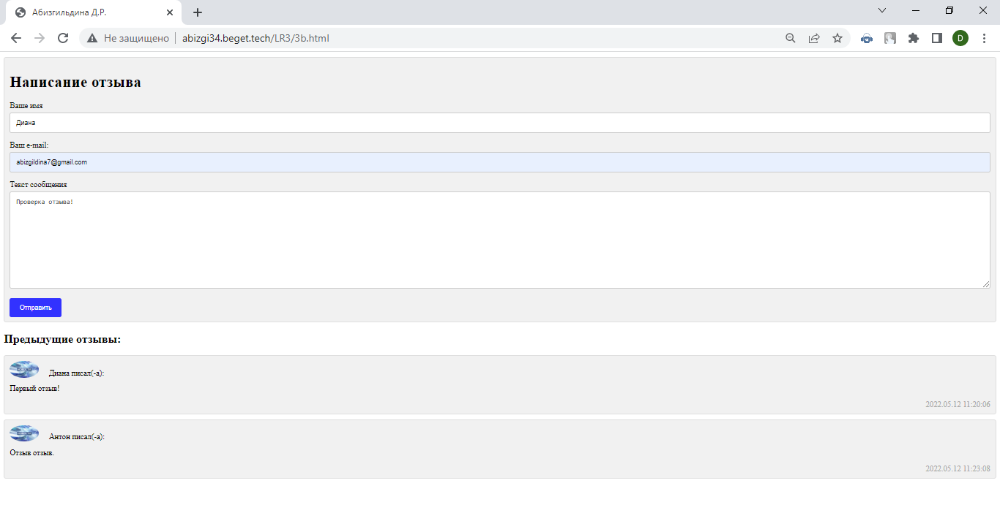 Абизгильдина Д.Р.
Не защищено
abizgi34.beget.tech/LR3/3b.html
D
Написание отзыва
Ваше имя
Диана
Ваш e-mail:
abizgildina7@gmail.com
Текст сообщения
Проверка отзыва!
Отправить
Предыдущие отзывы:
Диана писал(-а):
Первый отзыв!
2022.05.12 11:20:06
Антон писал(-а):
Отзыв отзыв.
2022.05.12 11:23:08